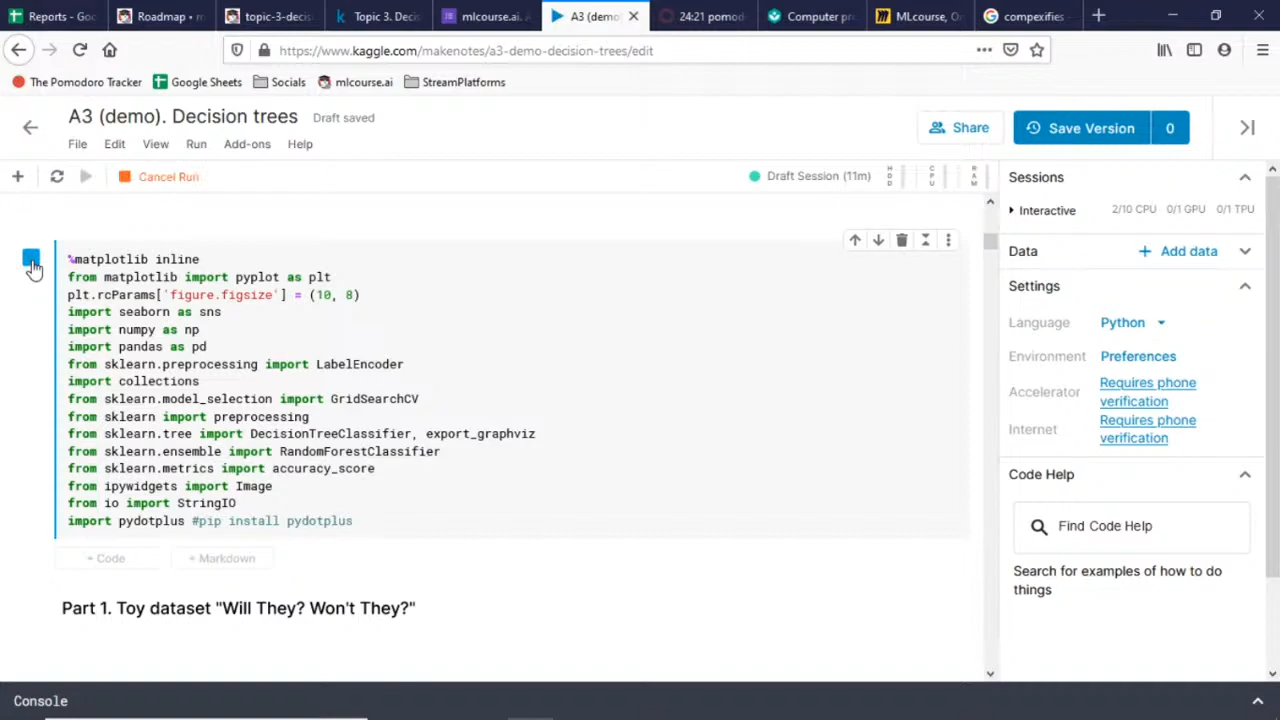 Reports - Go
Roadmap • m
topic-3-decis
Topic 3. Decis
mlcourse.ai. A
A3 (demo)
24:21 pomod
Computer pr
MLcourse, O
compexifies
https://www.kaggle.com/makenotes/a3-demo-decision-trees/edit
The Pomodoro Tracker
Google Sheets
Socials
mlcourse.ai
StreamPlatforms
A3 (demo). Decision trees
Draft saved
Share
Save Version
0
File
Edit
View
Run
Add-ons
Help
Cancel Run
Draft Session (11m)
HDD
CPU
RAM
%matplotlib inline
from matplotlib import pyplot as plt
plt.rcParams['figure.figsize'] = (10, 8)
import seaborn as sns
import numpy as np
import pandas as pd
from sklearn.preprocessing import LabelEncoder
import collections
from sklearn.model_selection import GridSearchCV
from sklearn import preprocessing
from sklearn.tree import DecisionTreeClassifier, export_graphviz
from sklearn.ensemble import RandomForestClassifier
from sklearn.metrics import accuracy_score
from ipywidgets import Image
from io import StringIO
import pydotplus #pip install pydotplus
+ Code
+ Markdown
Part 1. Toy dataset "Will They? Won't They?"
Sessions
Interactive
2/10 CPU
0/1 GPU
0/1 TPU
Data
+ Add data
Settings
Language
Python
Environment
Preferences
Accelerator
Requires phone
verification
Internet
Requires phone
verification
Code Help
Find Code Help
Search for examples of how to do
things
Console